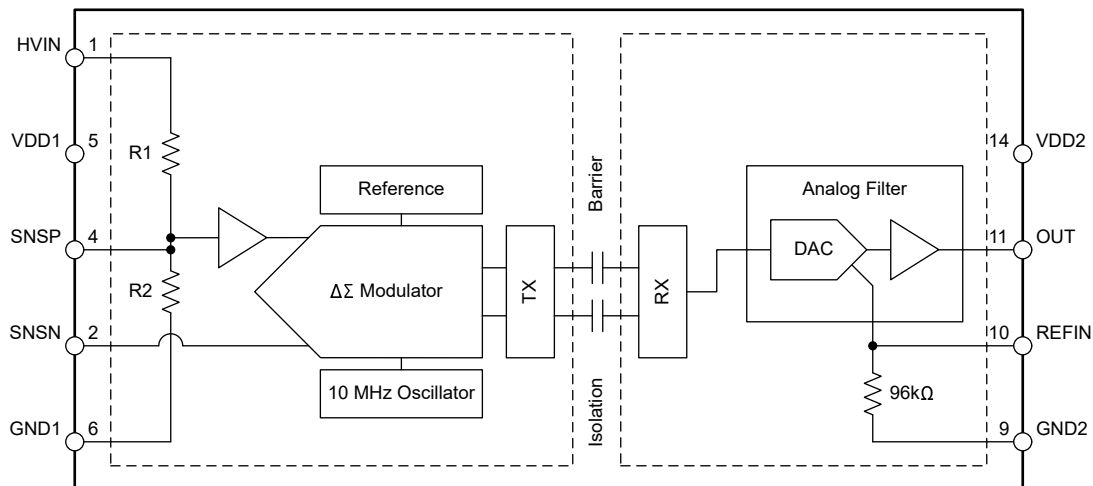 HVIN
1
VDD1
5
SNSP
4
SNSN
2
GND1
6
R1
R2
Reference
ΔΣ Modulator
10 MHz Oscillator
TX
Barrier
Isolation
RX
Analog Filter
DAC
96kΩ
14
VDD2
11
OUT
10
REFIN
9
GND2